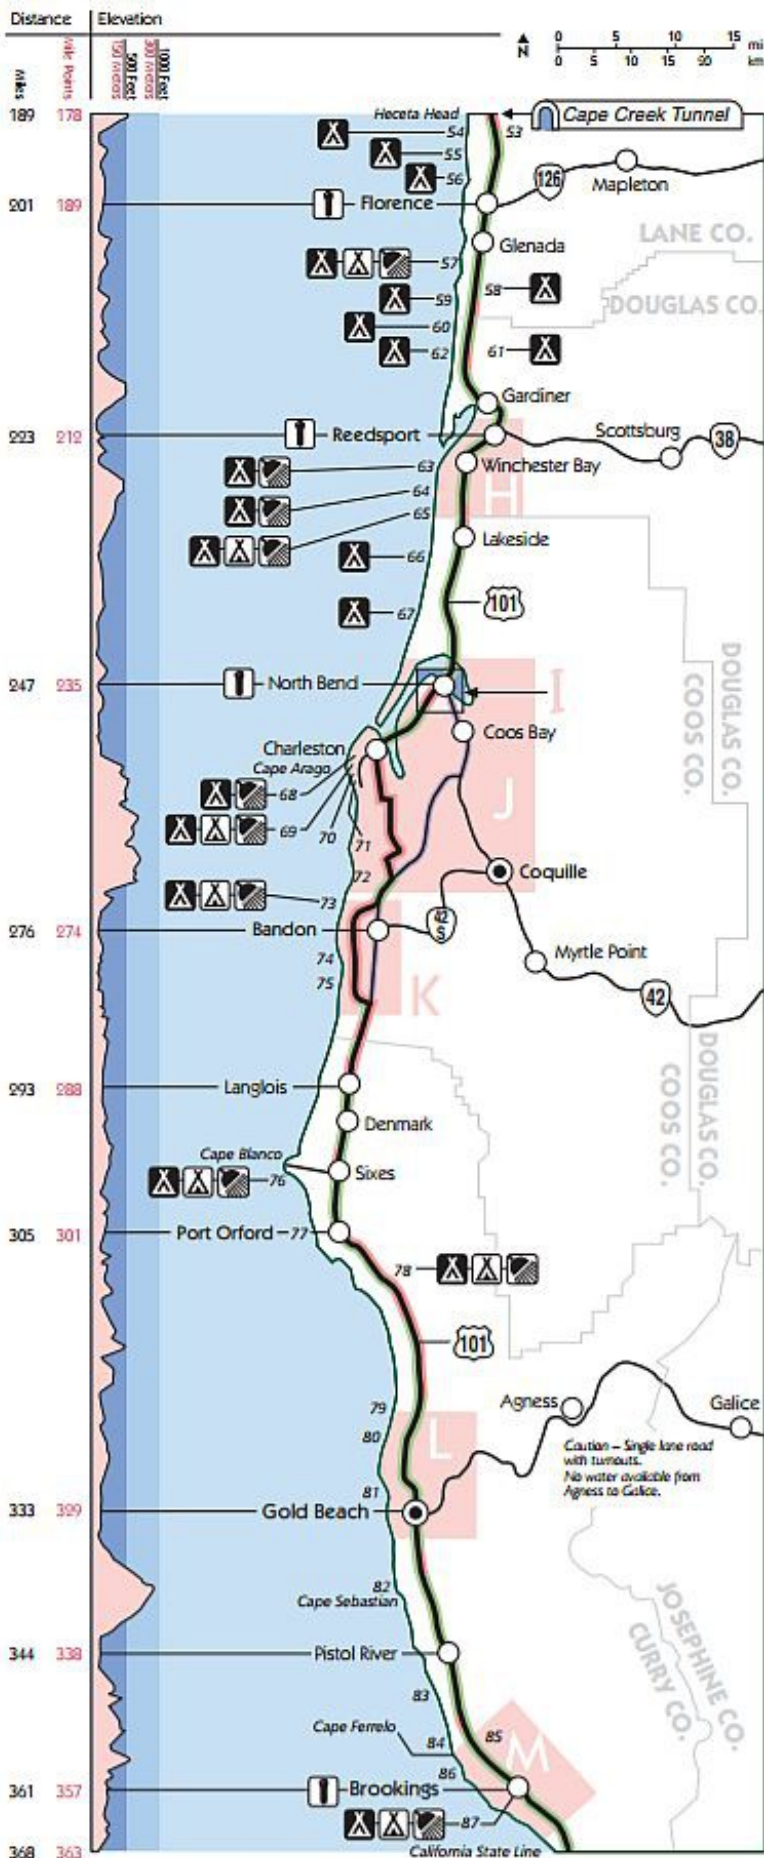 Distance
Elevation
Miles
Mile Points
150 Meters
500 Feet
300 Meters
1000 Feet
N
0 5 10 15 mi
0 5 10 15 20 km
189 178
Heceta Head
Cape Creek Tunnel
53
54
55
56
126
Mapleton
201 189
Florence
Glenada
LANE CO.
DOUGLAS CO.
57
58
59
60
61
62
Gardiner
223 212
Reedsport
Scottsburg
38
63
Winchester Bay
H
64
65
Lakeside
66
67
101
DOUGLAS CO.
COOS CO.
247 235
North Bend
I
Charleston
Coos Bay
Cape Arago
68
69
70
71
J
72
73
Coquille
276 274
Bandon
42
S
Myrtle Point
74
75
K
42
DOUGLAS CO.
COOS CO.
293 288
Langlois
Denmark
Cape Blanco
76
Sixes
305 301
Port Orford
77
78
101
79
80
L
Agness
Galice
Caution – Single lane road
with turnouts.
No water available from
Agness to Galice.
81
333 399
Gold Beach
82
Cape Sebastian
344 338
Pistol River
JOSEPHINE CO.
CURRY CO.
83
Cape Ferrelo
84
85
M
86
361 357
Brookings
87
368 363
California State Line